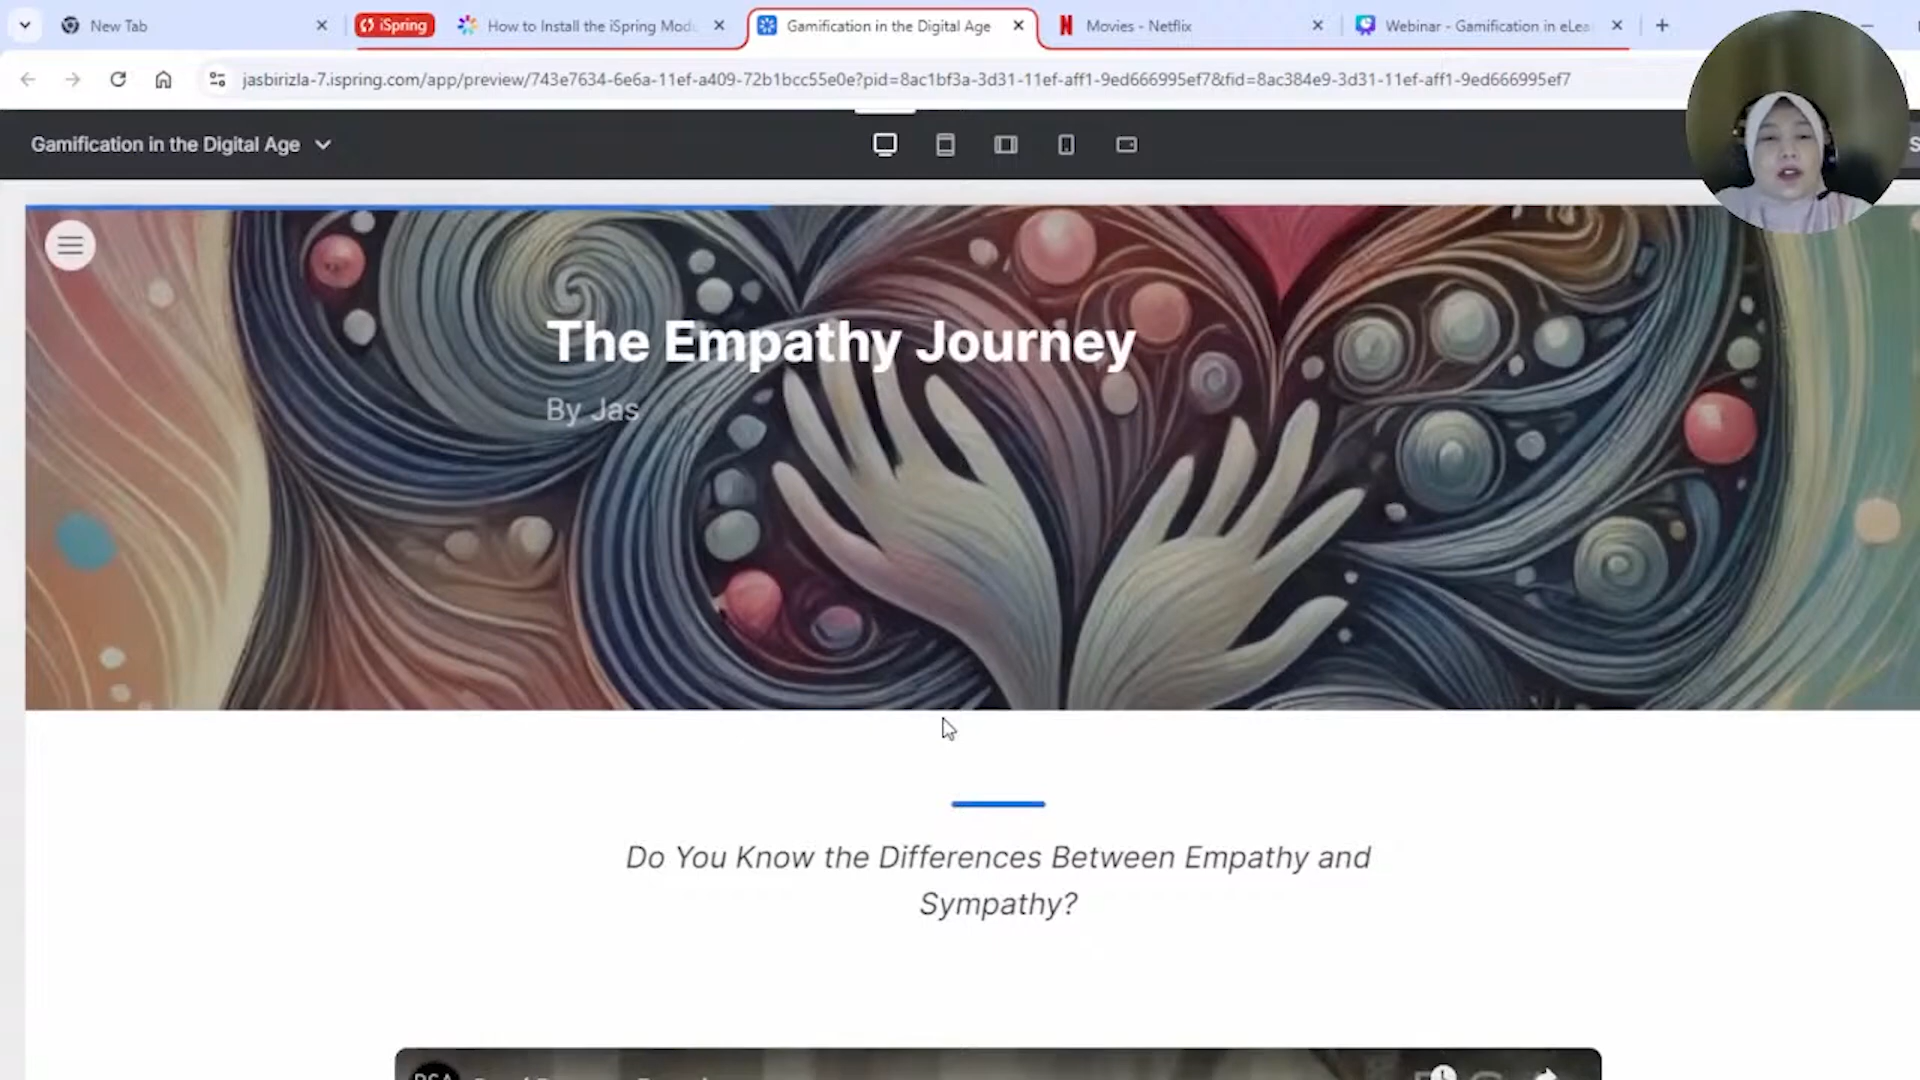 New Tab
iSpring
How to Install the iSpring Mod
Gamification in the Digital Age
Movies - Netflix
Webinar - Gamification in eLea
jasbirizla-7.ispring.com/app/preview/743e7634-6e6a-11ef-a409-72b1bcc55e0e?pid=8ac1bf3a-3d31-11ef-aff1-9ed666995ef7&fid=8ac384e9-3d31-11ef-aff1-9ed666995ef7
Gamification in the Digital Age
The Empathy Journey
By Jas
Do You Know the Differences Between Empathy and
Sympathy?